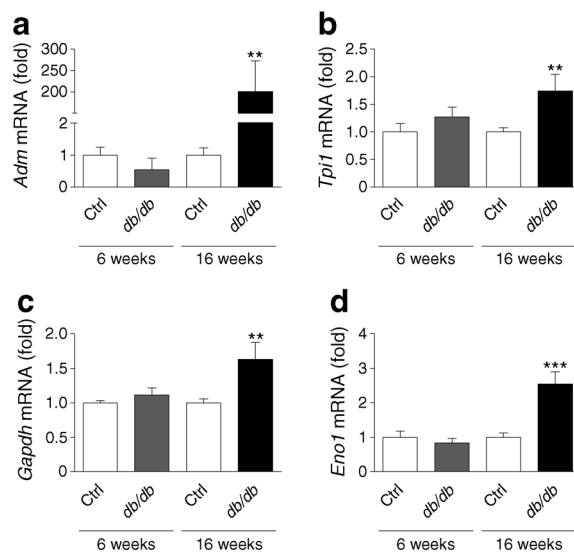 a
Adm mRNA (fold)
300
200
100
2
1
0
**
Ctrl
db/db
Ctrl
db/db
6 weeks
16 weeks
b
Tpi1 mRNA (fold)
2.5
2.0
1.5
1.0
0.5
0
**
Ctrl
db/db
Ctrl
db/db
6 weeks
16 weeks
c
Gapdh mRNA (fold)
2.0
1.5
1.0
0.5
0
**
Ctrl
db/db
Ctrl
db/db
6 weeks
16 weeks
d
Eno1 mRNA (fold)
4
3
2
1
0
***
Ctrl
db/db
Ctrl
db/db
6 weeks
16 weeks